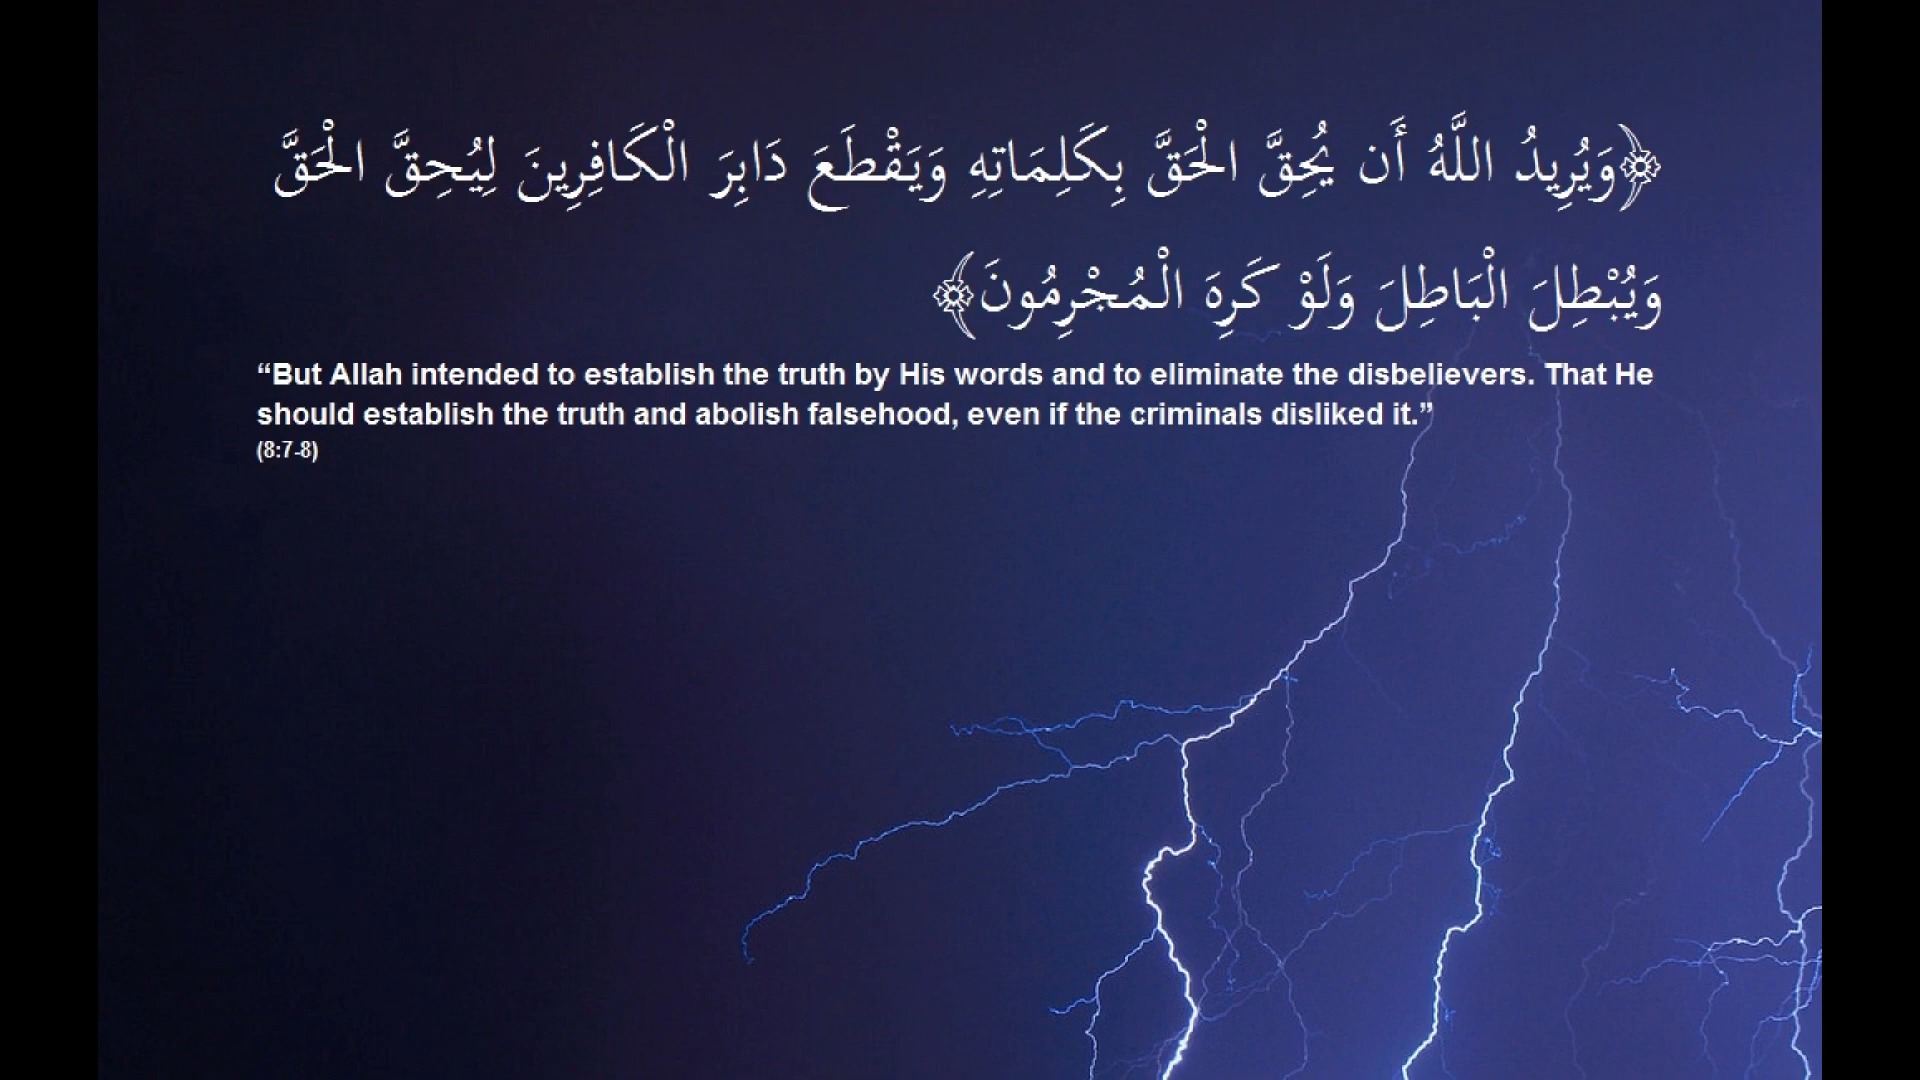 ﴿وَيُرِيدُ اللَّهُ أَن يُحِقَّ الْحَقَّ بِكَلِمَاتِهِ وَيَقْطَعَ دَابِرَ الْكَافِرِينَ لِيُحِقَّ الْحَقَّ
وَيُبْطِلَ الْبَاطِلَ وَلَوْ كَرِهَ الْمُجْرِمُونَ﴾
“But Allah intended to establish the truth by His words and to eliminate the disbelievers. That He
should establish the truth and abolish falsehood, even if the criminals disliked it.”
(8:7-8)